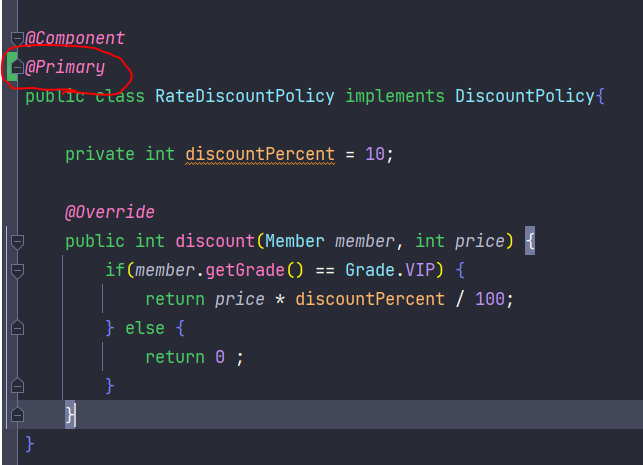 @Component
@Primary
public class RateDiscountPolicy implements DiscountPolicy{
private int discountPercent = 10;
@Override
public int discount(Member member, int price) {
if(member.getGrade() == Grade.VIP) {
return price * discountPercent / 100;
} else {
return 0 ;
}
}
}